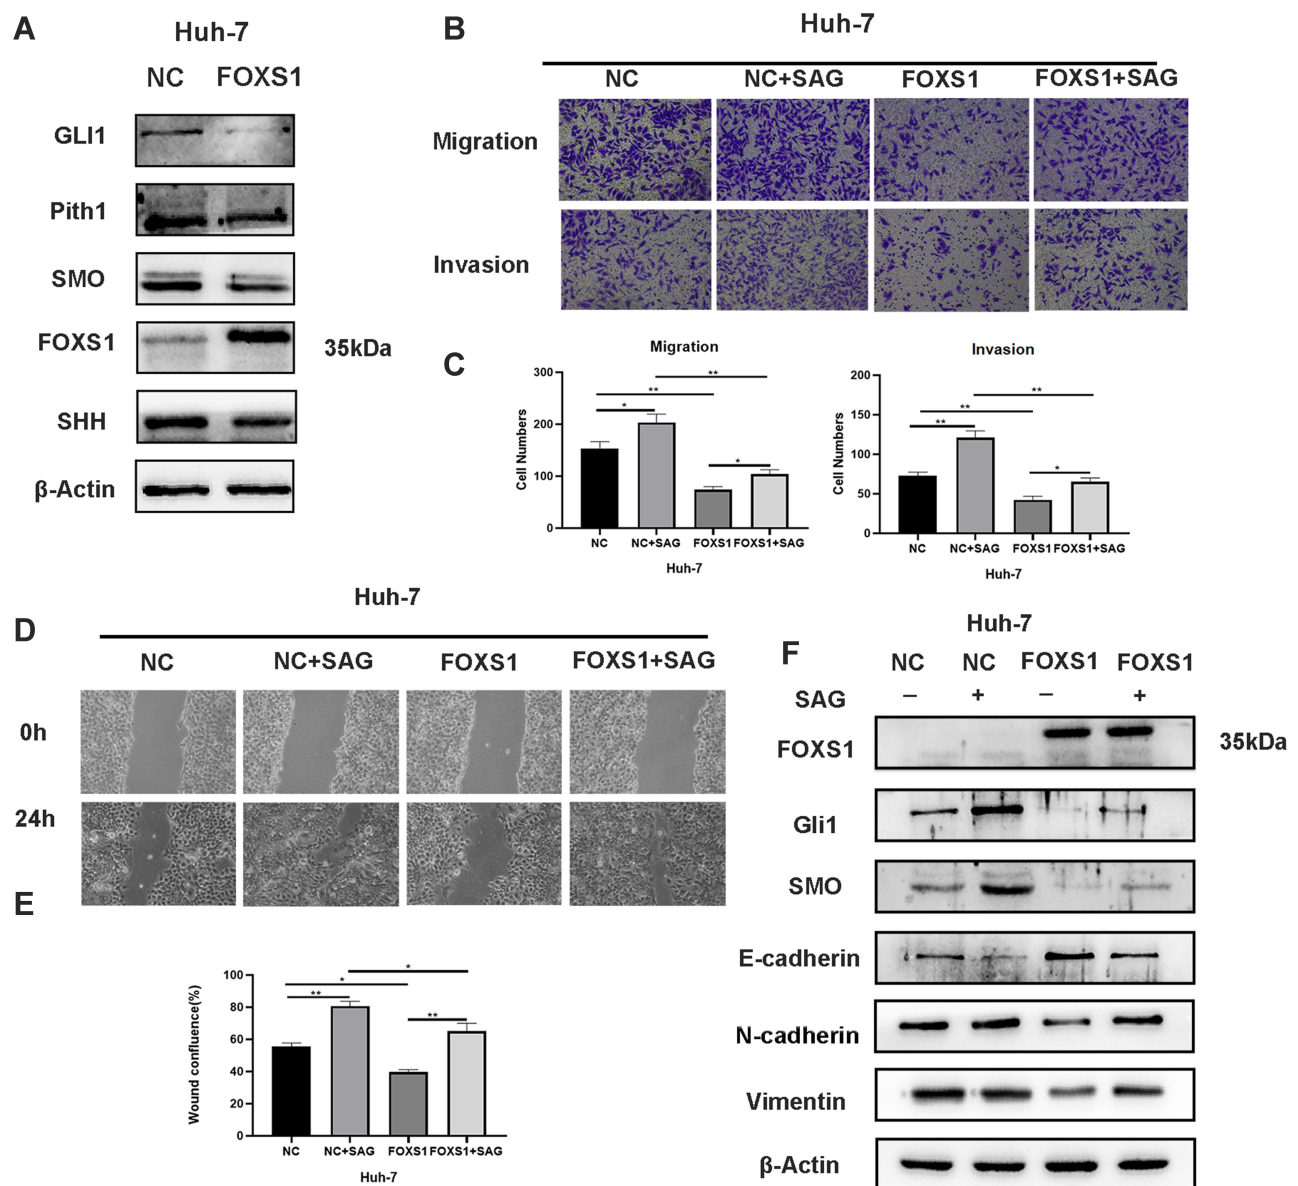 A
Huh-7
NC FOXS1
GLI1
Pith1
SMO
FOXS1
35kDa
SHH
β-Actin
B
Huh-7
NC NC+SAG FOXS1 FOXS1+SAG
Migration
Invasion
C
Migration
Cell Numbers
300
200
100
0
**
**
*
*
NC NC+SAG FOXS1 FOXS1+SAG
Huh-7
Invasion
Cell Numbers
200
150
100
50
0
**
**
**
*
NC NC+SAG FOXS1 FOXS1+SAG
Huh-7
D
Huh-7
NC NC+SAG FOXS1 FOXS1+SAG
0h
24h
E
Wound confluence(%)
100
80
60
40
20
0
*
*
**
**
NC NC+SAG FOXS1 FOXS1+SAG
Huh-7
F
Huh-7
NC NC FOXS1 FOXS1
SAG – + – +
FOXS1
35kDa
Gli1
SMO
E-cadherin
N-cadherin
Vimentin
β-Actin